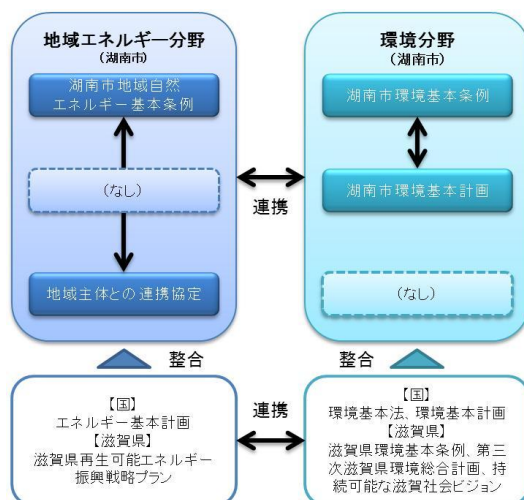 地域エネルギー分野
（湖南市）
湖南市地域自然
エネルギー基本条例
（なし）
地域主体との連携協定
連携
環境分野
（湖南市）
湖南市環境基本条例
湖南市環境基本計画
（なし）
整合
整合
【国】
エネルギー基本計画
【滋賀県】
滋賀県再生可能エネルギー
振興戦略プラン
連携
【国】
環境基本法、環境基本計画
【滋賀県】
滋賀県環境基本条例、第三
次滋賀県環境総合計画、持
続可能な滋賀社会ビジョン